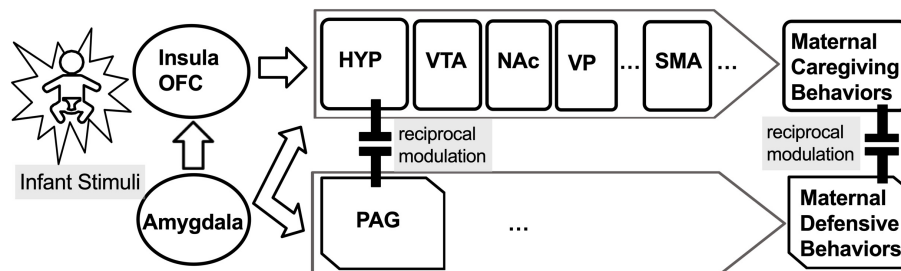 Infant Stimuli
Insula
OFC
Amygdala
HYP
VTA
NAc
VP
...
SMA
...
Maternal
Caregiving
Behaviors
reciprocal
modulation
reciprocal
modulation
PAG
...
Maternal
Defensive
Behaviors